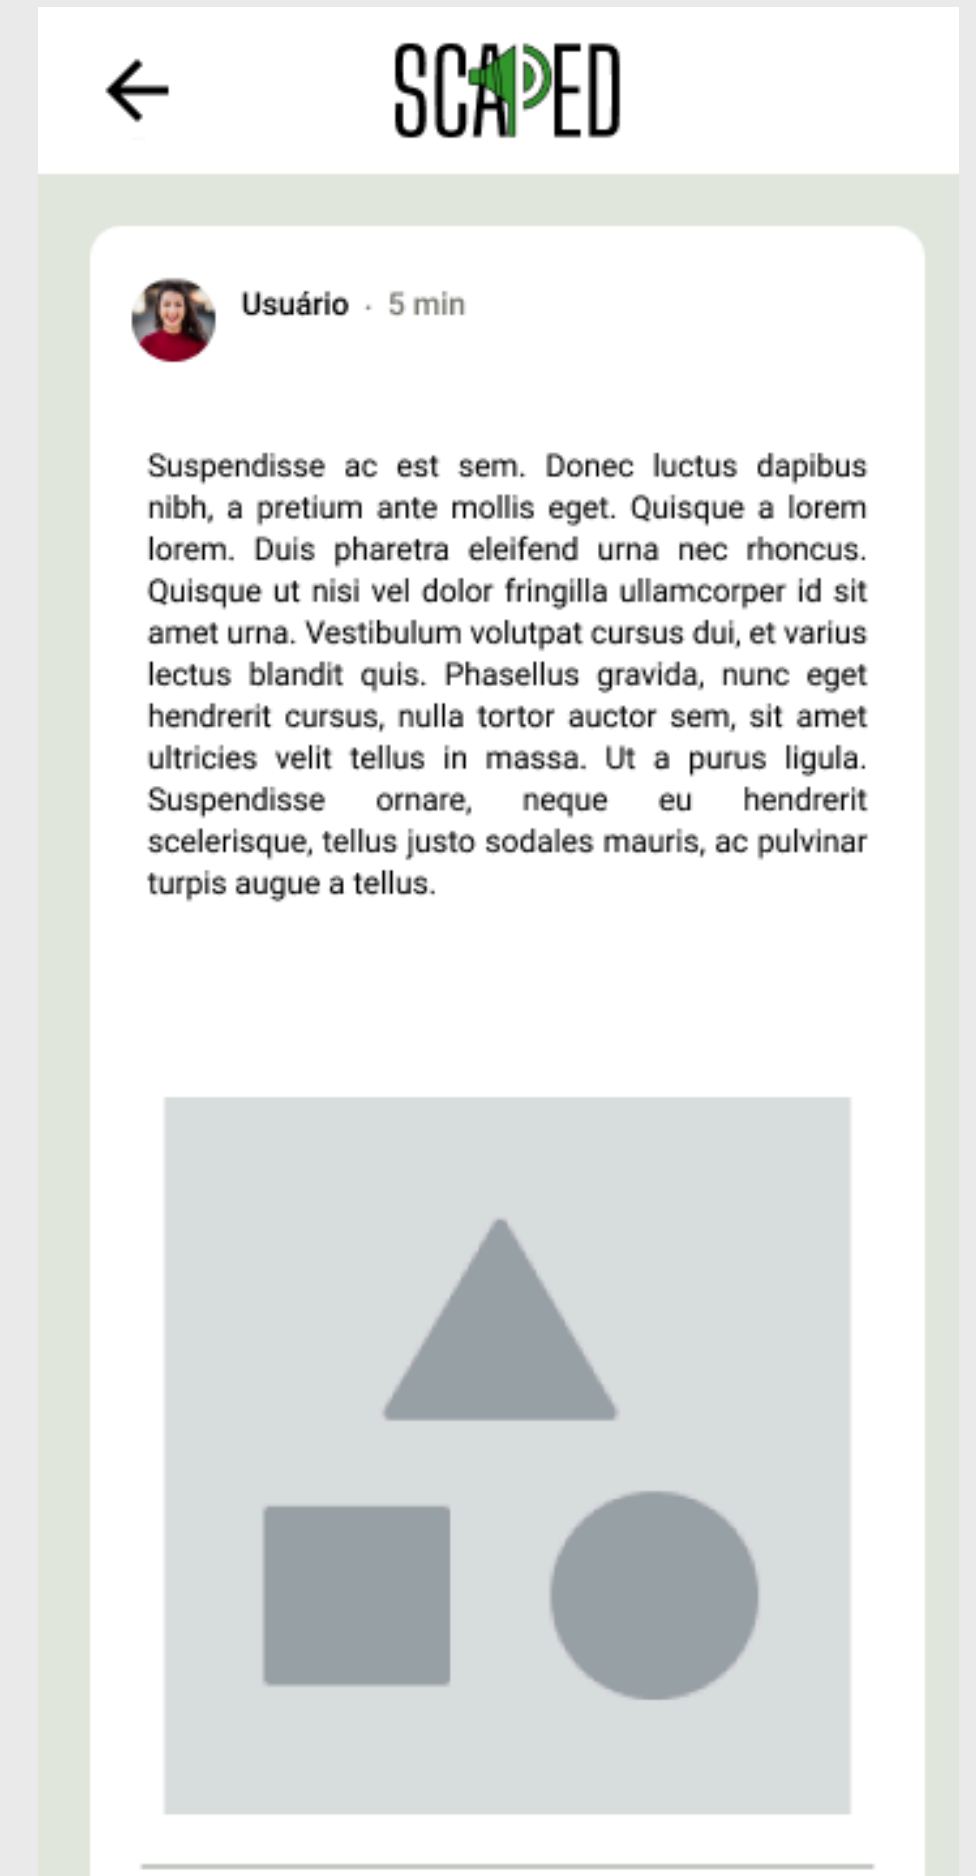 SCAPED
Usuário · 5 min
Suspendisse ac est sem. Donec luctus dapibus
nibh, a pretium ante mollis eget. Quisque a lorem
lorem. Duis pharetra eleifend urna nec rhoncus.
Quisque ut nisi vel dolor fringilla ullamcorper id sit
amet urna. Vestibulum volutpat cursus dui, et varius
lectus blandit quis. Phasellus gravida, nunc eget
hendrerit cursus, nulla tortor auctor sem, sit amet
ultricies velit tellus in massa. Ut a purus ligula.
Suspendisse ornare, neque eu hendrerit
scelerisque, tellus justo sodales mauris, ac pulvinar
turpis augue a tellus.